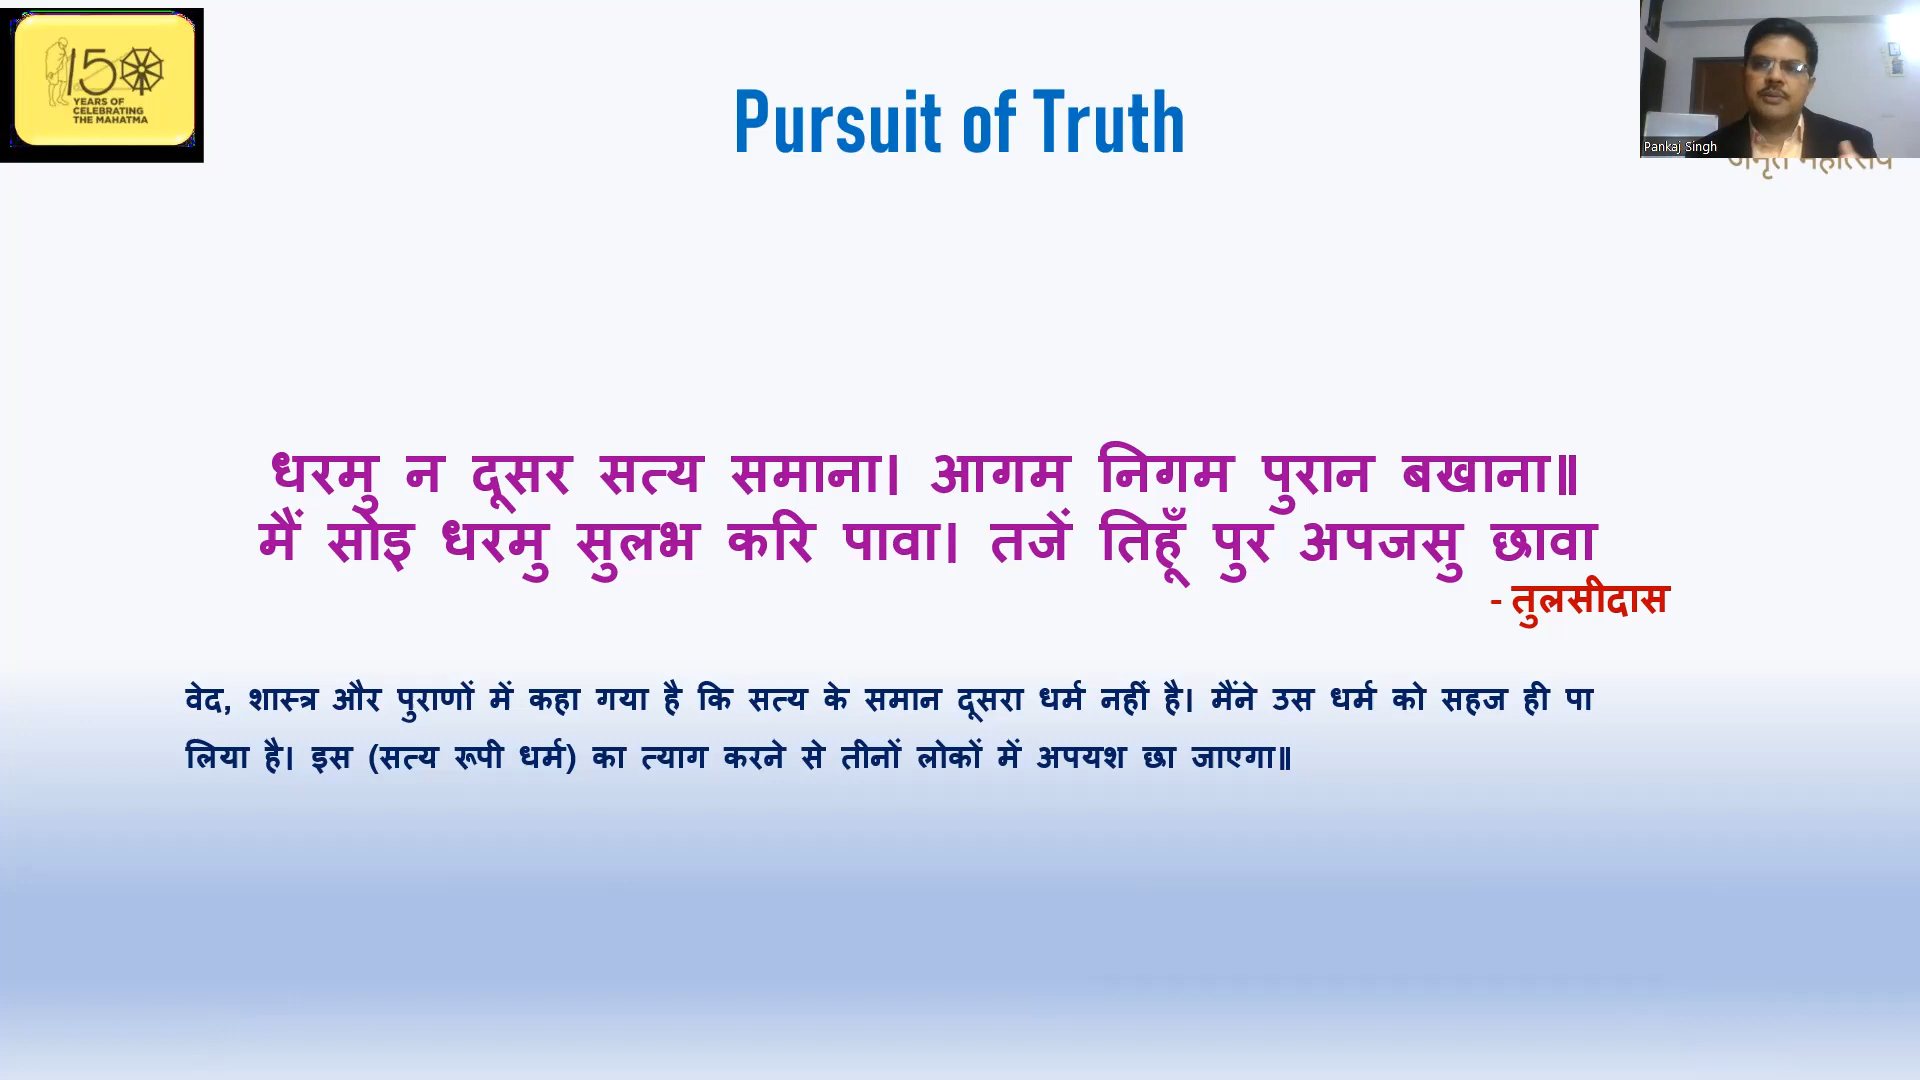 150
YEARS OF
CELEBRATING
THE MAHATMA
Pursuit of Truth
Pankaj Singh
धरमु न दूसर सत्य समाना। आगम निगम पुरान बखाना॥
मैं सोइ धरमु सुलभ करि पावा। तजें तिहूँ पुर अपजसु छावा
- तुलसीदास
वेद, शास्त्र और पुराणों में कहा गया है कि सत्य के समान दूसरा धर्म नहीं है। मैंने उस धर्म को सहज ही पा
लिया है। इस (सत्य रूपी धर्म) का त्याग करने से तीनों लोकों में अपयश छा जाएगा॥